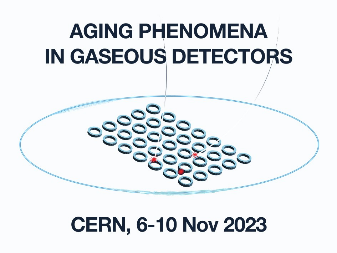 AGING PHENOMENA
IN GASEOUS DETECTORS
CERN, 6-10 Nov 2023